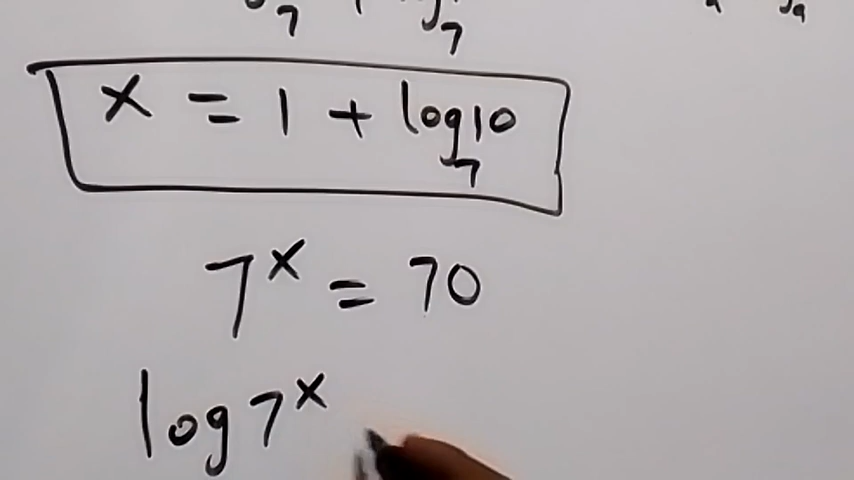 x = 1 + log₇10
7ˣ = 70
log 7ˣ